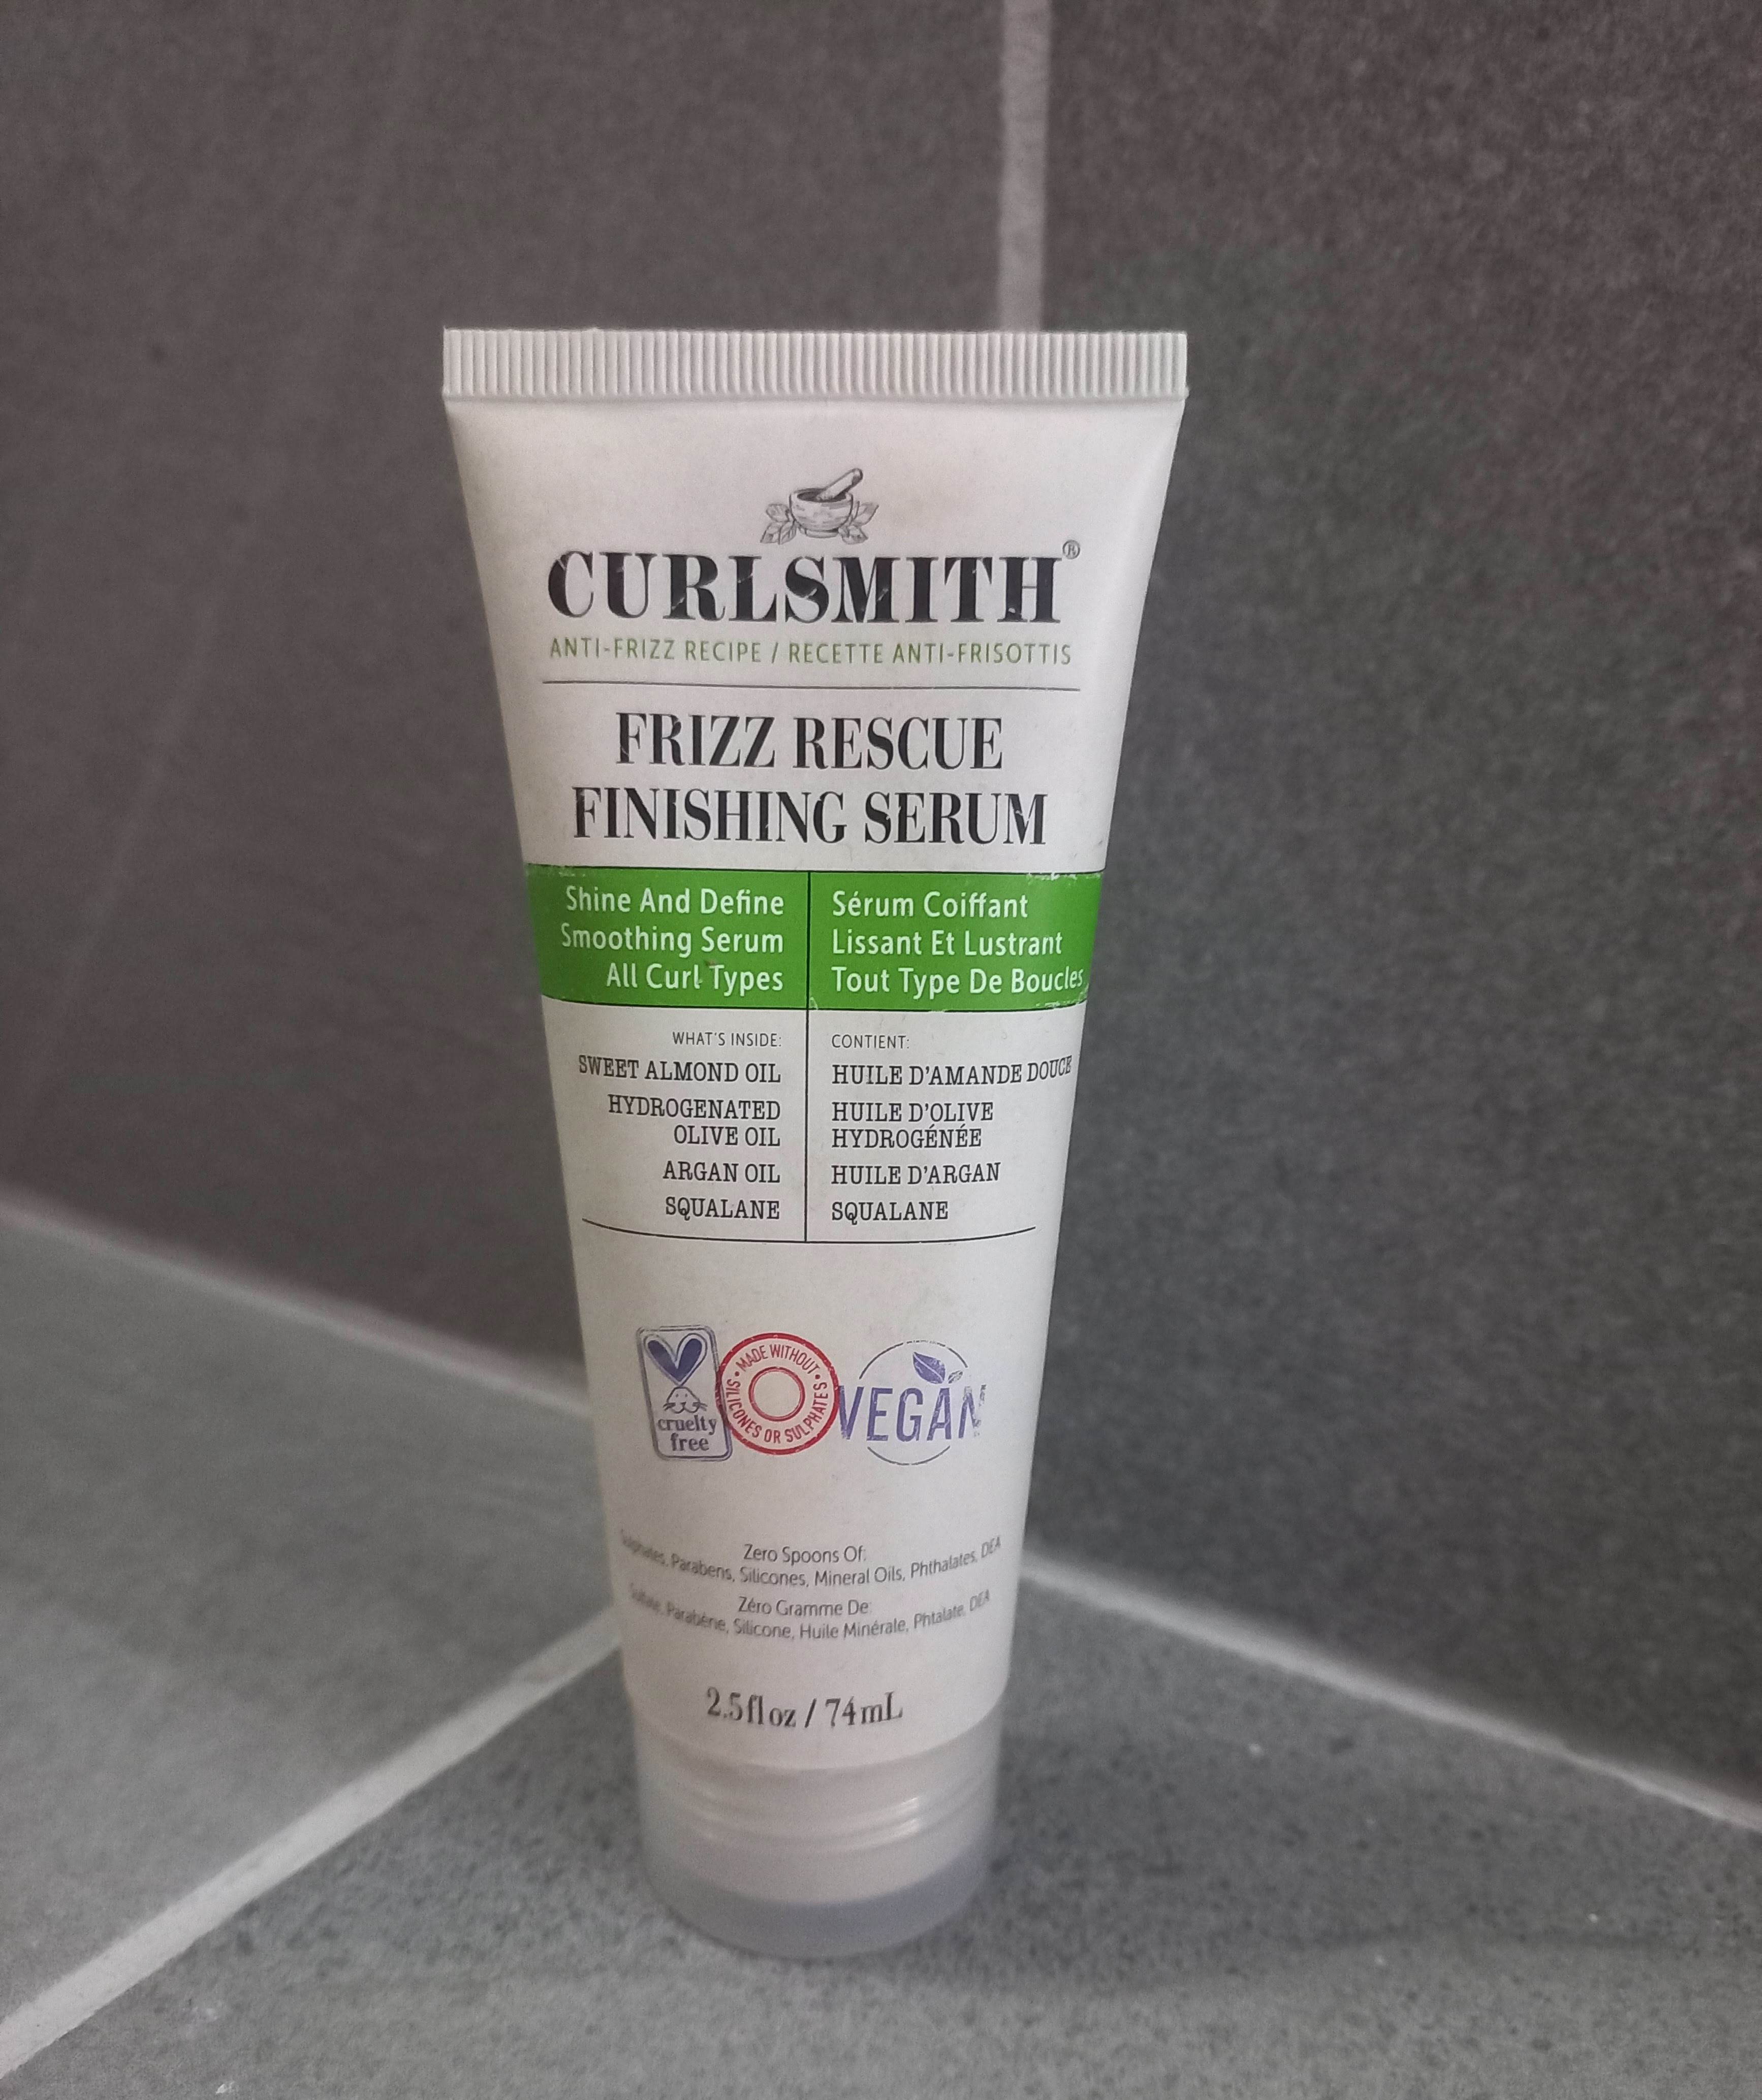 CURLSMITH®
ANTI-FRIZZ RECIPE / RECETTE ANTI-FRISOTTIS
FRIZZ RESCUE
FINISHING SERUM
Shine And Define
Smoothing Serum
All Curl Types
Sérum Coiffant
Lissant Et Lustrant
Tout Type De Boucles
WHAT'S INSIDE:
SWEET ALMOND OIL
HYDROGENATED
OLIVE OIL
ARGAN OIL
SQUALANE
CONTIENT:
HUILE D'AMANDE DOUCE
HUILE D'OLIVE
HYDROGÉNÉE
HUILE D'ARGAN
SQUALANE
cruelty
free
MADE WITHOUT
SILICONES OR SULPHATES
VEGAN
Zero Spoons Of:
Sulphates, Parabens, Silicones, Mineral Oils, Phthalates, DEA
Zéro Gramme De:
Parabène, Silicone, Huile Minérale, Phtalate, DEA
2.5fl oz / 74mL